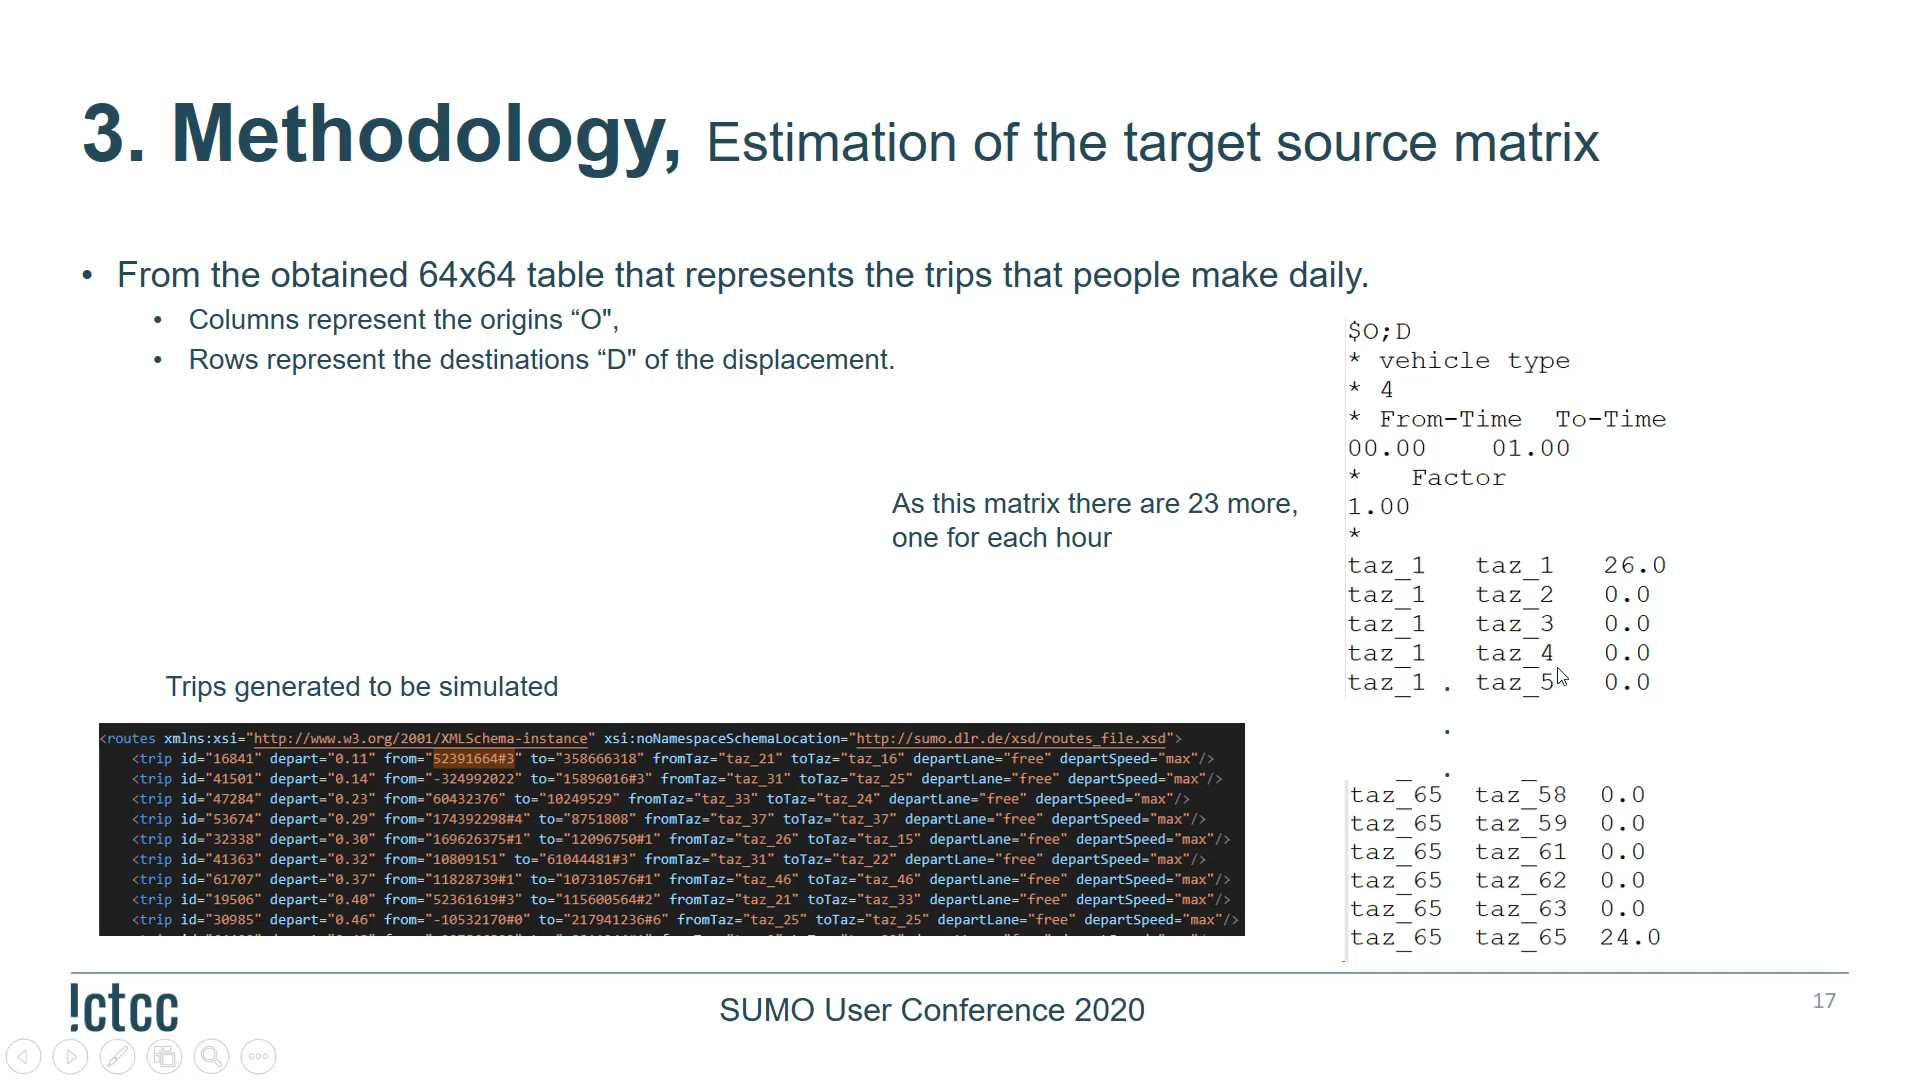 3. Methodology, Estimation of the target source matrix
• From the obtained 64x64 table that represents the trips that people make daily.
• Columns represent the origins “O",
• Rows represent the destinations “D" of the displacement.
As this matrix there are 23 more,
one for each hour
$O;D
* vehicle type
* 4
* From-Time To-Time
00.00 01.00
* Factor
1.00
*
taz_1 taz_1 26.0
taz_1 taz_2 0.0
taz_1 taz_3 0.0
taz_1 taz_4 0.0
taz_1 . taz_5 0.0
.
.
taz_65 taz_58 0.0
taz_65 taz_59 0.0
taz_65 taz_61 0.0
taz_65 taz_62 0.0
taz_65 taz_63 0.0
taz_65 taz_65 24.0
Trips generated to be simulated
<routes xmlns:xsi="http://www.w3.org/2001/XMLSchema-instance" xsi:noNamespaceSchemaLocation="http://sumo.dlr.de/xsd/routes_file.xsd">
<trip id="16841" depart="0.11" from="52391664#3" to="358666318" fromTaz="taz_21" toTaz="taz_16" departLane="free" departSpeed="max"/>
<trip id="41501" depart="0.14" from="-324992022" to="15896016#3" fromTaz="taz_31" toTaz="taz_25" departLane="free" departSpeed="max"/>
<trip id="47284" depart="0.23" from="60432376" to="10249529" fromTaz="taz_33" toTaz="taz_24" departLane="free" departSpeed="max"/>
<trip id="53674" depart="0.29" from="174392298#4" to="8751808" fromTaz="taz_37" toTaz="taz_37" departLane="free" departSpeed="max"/>
<trip id="32338" depart="0.30" from="169626375#1" to="12096750#1" fromTaz="taz_26" toTaz="taz_15" departLane="free" departSpeed="max"/>
<trip id="41363" depart="0.32" from="10809151" to="61044481#3" fromTaz="taz_31" toTaz="taz_22" departLane="free" departSpeed="max"/>
<trip id="61707" depart="0.37" from="11828739#1" to="107310576#1" fromTaz="taz_46" toTaz="taz_46" departLane="free" departSpeed="max"/>
<trip id="19506" depart="0.40" from="52361619#3" to="115600564#2" fromTaz="taz_21" toTaz="taz_33" departLane="free" departSpeed="max"/>
<trip id="30985" depart="0.46" from="-10532170#0" to="217941236#6" fromTaz="taz_25" toTaz="taz_25" departLane="free" departSpeed="max"/>
!ctcc
SUMO User Conference 2020
17